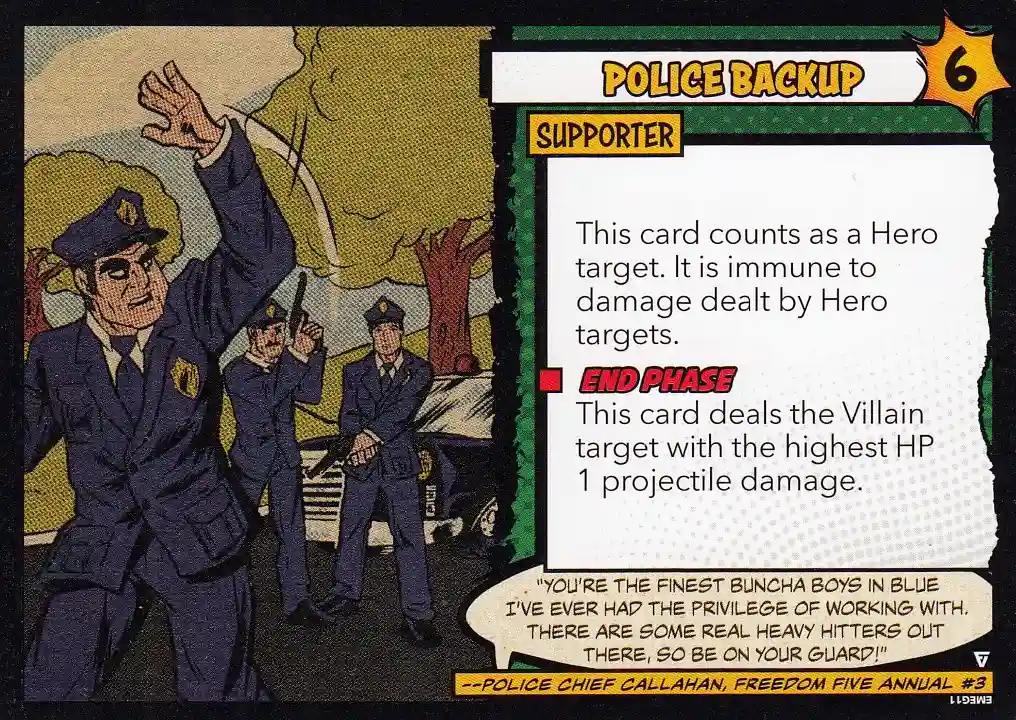 POLICE BACKUP
6
SUPPORTER
This card counts as a Hero
target. It is immune to
damage dealt by Hero
targets.
END PHASE
This card deals the Villain
target with the highest HP
1 projectile damage.
"YOU'RE THE FINEST BUNCHA BOYS IN BLUE
I'VE EVER HAD THE PRIVILEGE OF WORKING WITH.
THERE ARE SOME REAL HEAVY HITTERS OUT
THERE, SO BE ON YOUR GUARD!"
--POLICE CHIEF CALLAHAN, FREEDOM FIVE ANNUAL #3
EMEG11